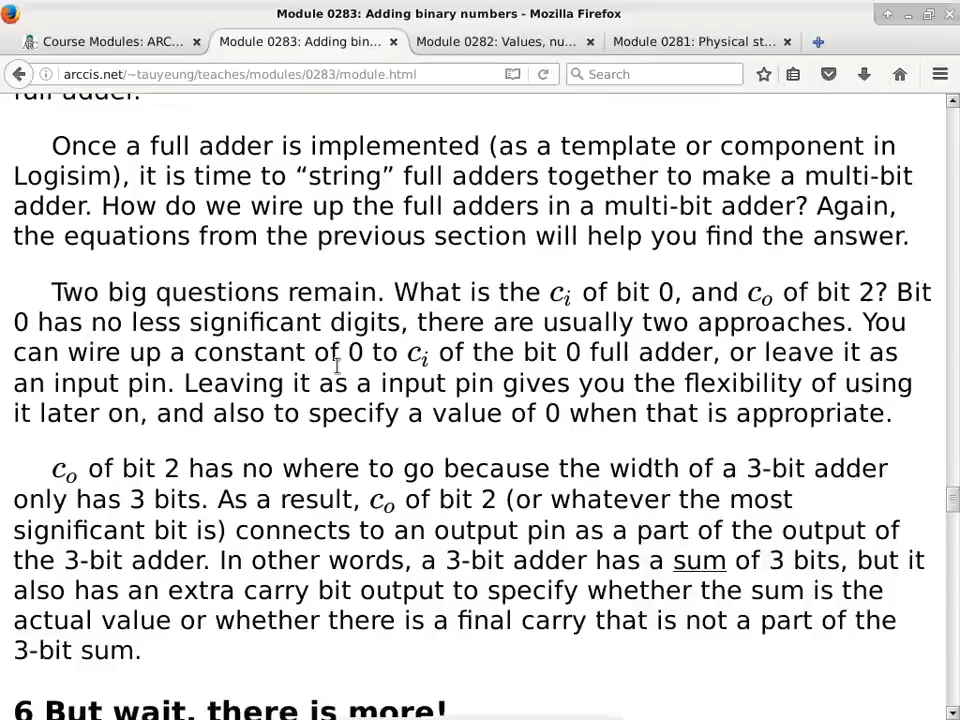 Module 0283: Adding binary numbers - Mozilla Firefox
Course Modules: ARC... × Module 0283: Adding bin... × Module 0282: Values, nu... × Module 0281: Physical st... ×
arccis.net/~tauyeung/teaches/modules/0283/module.html Search
full adder.
Once a full adder is implemented (as a template or component in
Logisim), it is time to “string” full adders together to make a multi-bit
adder. How do we wire up the full adders in a multi-bit adder? Again,
the equations from the previous section will help you find the answer.
Two big questions remain. What is the cᵢ of bit 0, and cₒ of bit 2? Bit
0 has no less significant digits, there are usually two approaches. You
can wire up a constant of 0 to cᵢ of the bit 0 full adder, or leave it as
an input pin. Leaving it as a input pin gives you the flexibility of using
it later on, and also to specify a value of 0 when that is appropriate.
cₒ of bit 2 has no where to go because the width of a 3-bit adder
only has 3 bits. As a result, cₒ of bit 2 (or whatever the most
significant bit is) connects to an output pin as a part of the output of
the 3-bit adder. In other words, a 3-bit adder has a sum of 3 bits, but it
also has an extra carry bit output to specify whether the sum is the
actual value or whether there is a final carry that is not a part of the
3-bit sum.
6 But wait, there is more!